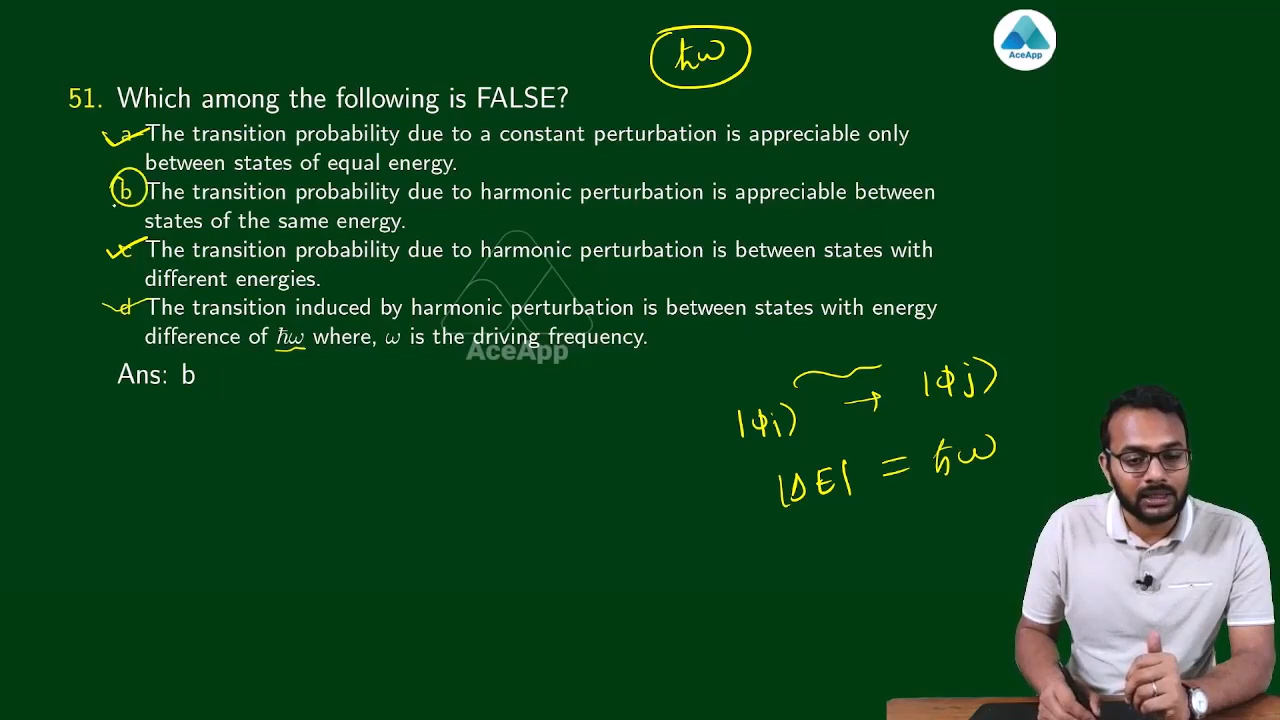 ℏω
AceApp
51. Which among the following is FALSE?
a The transition probability due to a constant perturbation is appreciable only
between states of equal energy.
b The transition probability due to harmonic perturbation is appreciable between
states of the same energy.
c The transition probability due to harmonic perturbation is between states with
different energies.
d The transition induced by harmonic perturbation is between states with energy
difference of ℏω where, ω is the driving frequency.
AceApp
Ans: b
|ϕi⟩ → |ϕj⟩
|ΔE| = ℏω